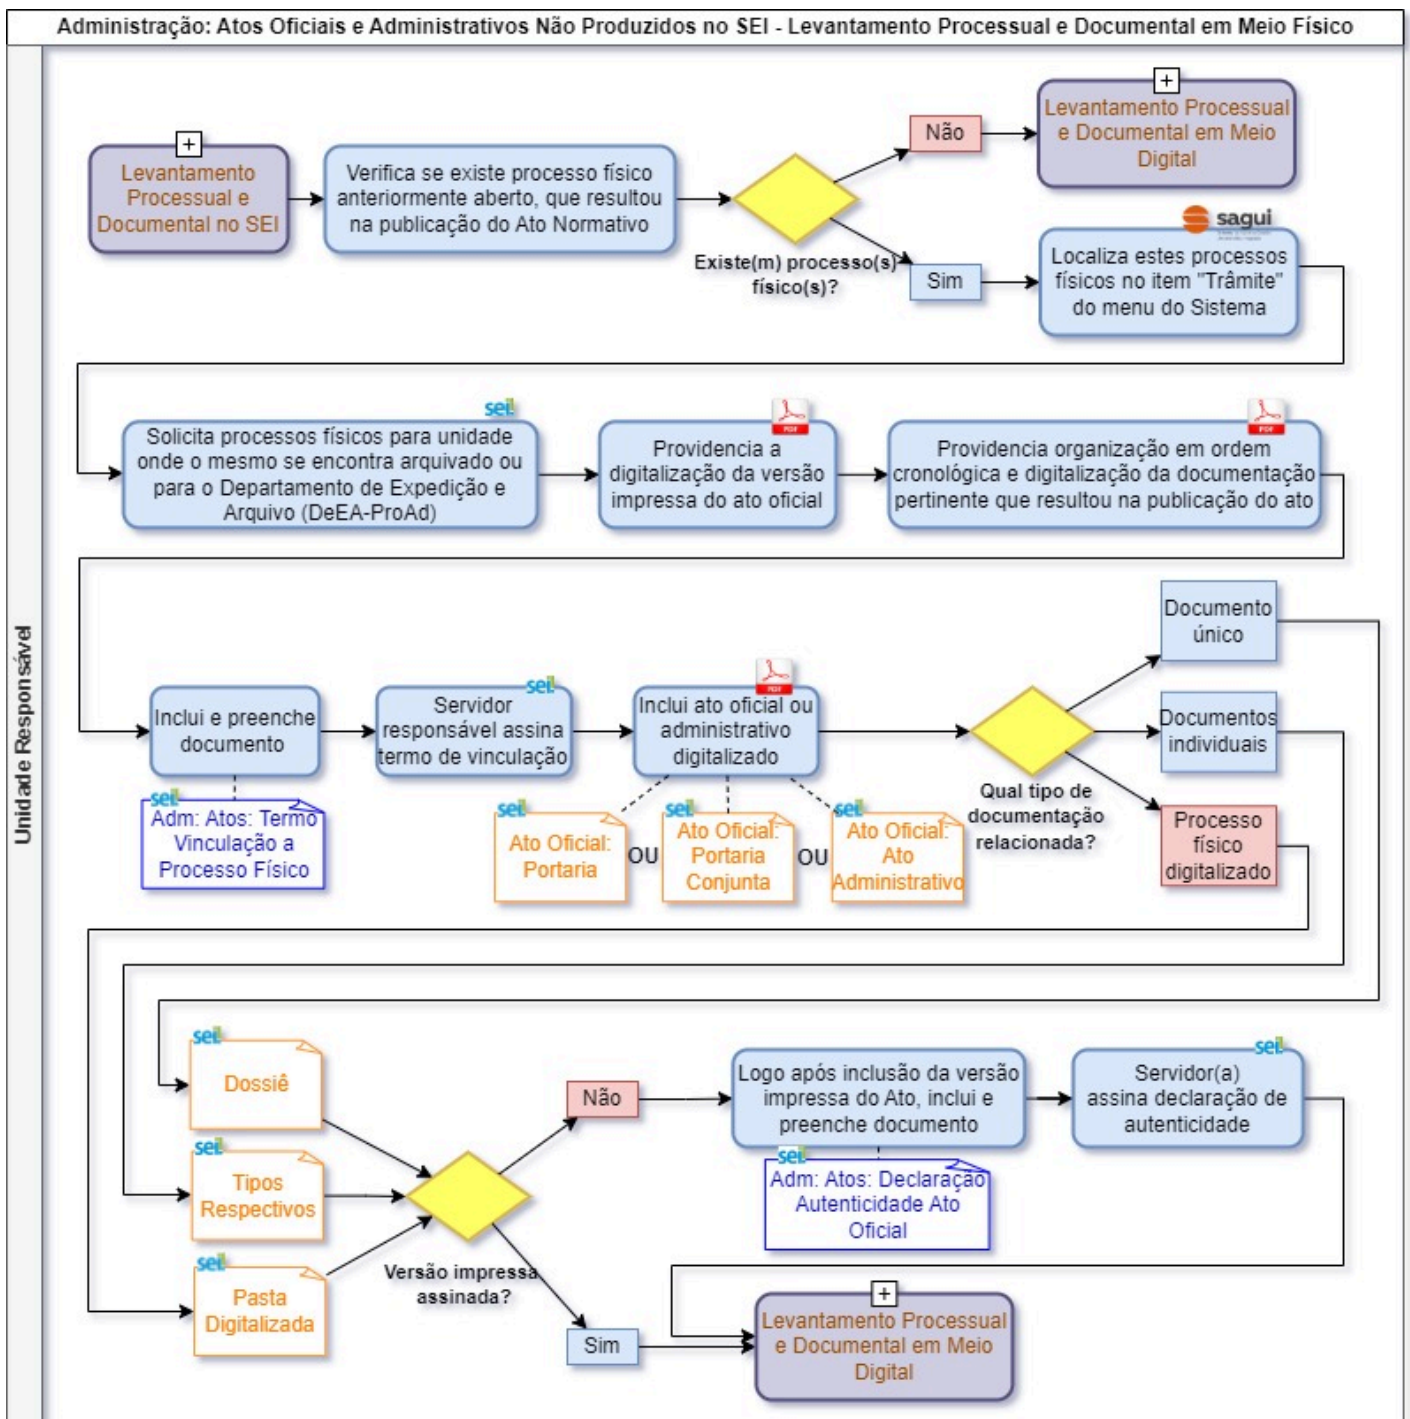 Administração: Atos Oficiais e Administrativos Não Produzidos no SEI - Levantamento Processual e Documental em Meio Físico
Unidade Responsável
+
Levantamento
Processual e
Documental no SEI
Verifica se existe processo físico
anteriormente aberto, que resultou
na publicação do Ato Normativo
Existe(m) processo(s)
físico(s)?
Não
+
Levantamento Processual
e Documental em Meio
Digital
Sim
sagui
Localiza estes processos
físicos no item "Trâmite"
do menu do Sistema
sei!
Solicita processos físicos para unidade
onde o mesmo se encontra arquivado ou
para o Departamento de Expedição e
Arquivo (DeEA-ProAd)
PDF
Providencia a
digitalização da versão
impressa do ato oficial
PDF
Providencia organização em ordem
cronológica e digitalização da documentação
pertinente que resultou na publicação do ato
Inclui e preenche
documento
sei!
Adm: Atos: Termo
Vinculação a
Processo Físico
sei!
Servidor
responsável assina
termo de vinculação
PDF
Inclui ato oficial ou
administrativo
digitalizado
sei!
Ato Oficial:
Portaria
OU
sei!
Ato Oficial:
Portaria
Conjunta
OU
sei!
Ato Oficial:
Ato
Administrativo
Qual tipo de
documentação
relacionada?
Documento
único
Documentos
individuais
Processo
físico
digitalizado
sei!
Dossiê
sei!
Tipos
Respectivos
sei!
Pasta
Digitalizada
Versão impressa
assinada?
Não
Logo após inclusão da versão
impressa do Ato, inclui e
preenche documento
sei!
Adm: Atos: Declaração
Autenticidade Ato
Oficial
sei!
Servidor(a)
assina declaração de
autenticidade
Sim
+
Levantamento Processual
e Documental em Meio
Digital